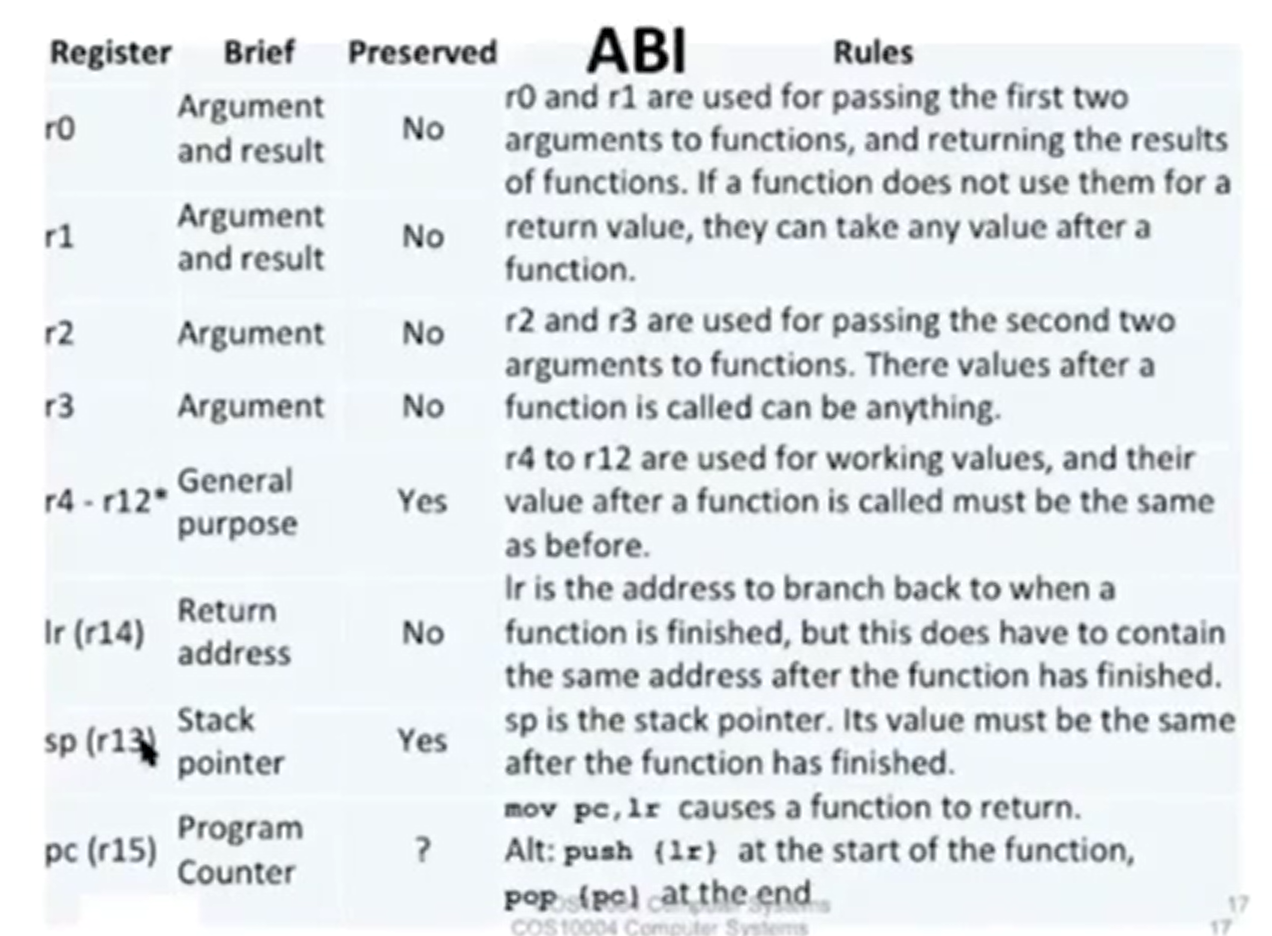 ABI
Register Brief Preserved Rules
r0
Argument
and result
No
r0 and r1 are used for passing the first two
arguments to functions, and returning the results
of functions. If a function does not use them for a
return value, they can take any value after a
function.
r1
Argument
and result
No
r2
Argument
No
r2 and r3 are used for passing the second two
arguments to functions. There values after a
function is called can be anything.
r3
Argument
No
r4 - r12*
General
purpose
Yes
r4 to r12 are used for working values, and their
value after a function is called must be the same
as before.
lr (r14)
Return
address
No
lr is the address to branch back to when a
function is finished, but this does have to contain
the same address after the function has finished.
sp (r13)
Stack
pointer
Yes
sp is the stack pointer. Its value must be the same
after the function has finished.
pc (r15)
Program
Counter
?
mov pc,lr causes a function to return.
Alt: push {lr} at the start of the function,
pop {pc} at the end
COS10004 Computer Systems
17
COS10004 Computer Systems
17